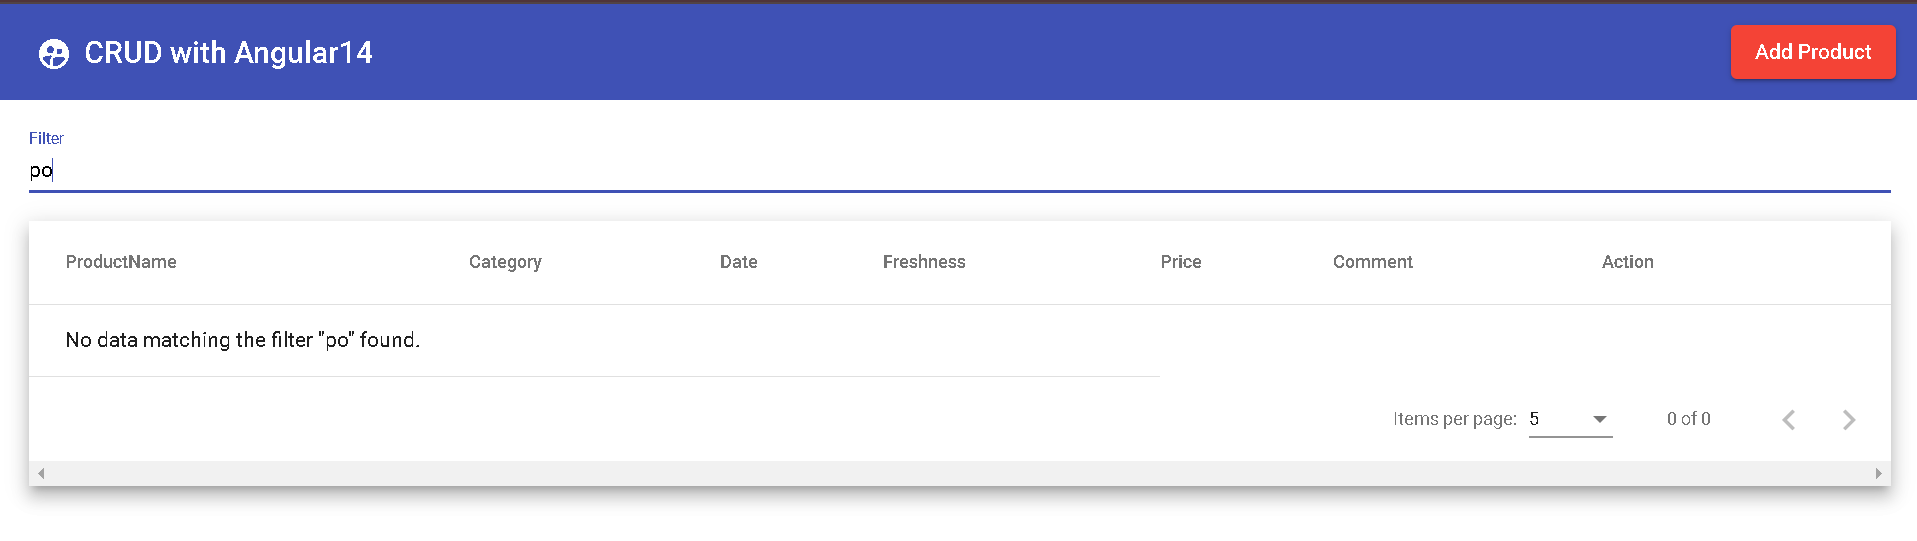 CRUD with Angular14
Add Product
Filter
po
ProductName Category Date Freshness Price Comment Action
No data matching the filter "po" found.
Items per page: 5 0 of 0